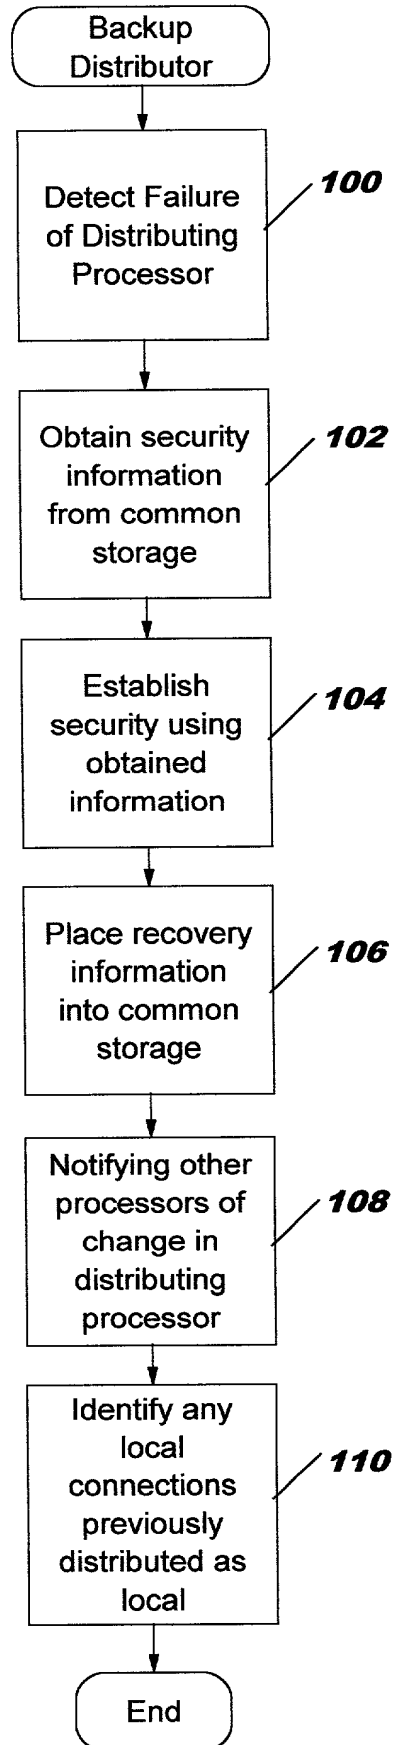 Backup
Distributor
Detect Failure
of Distributing
Processor
100
Obtain security
information
from common
storage
102
Establish
security using
obtained
information
104
Place recovery
information
into common
storage
106
Notifying other
processors of
change in
distributing
processor
108
Identify any
local
connections
previously
distributed as
local
110
End